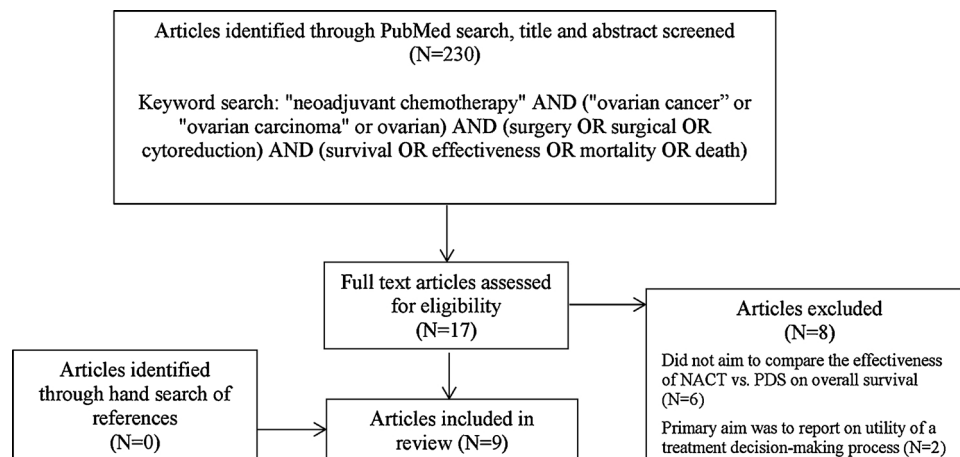 Articles identified through PubMed search, title and abstract screened
(N=230)
Keyword search: "neoadjuvant chemotherapy" AND ("ovarian cancer” or
"ovarian carcinoma" or ovarian) AND (surgery OR surgical OR
cytoreduction) AND (survival OR effectiveness OR mortality OR death)
Full text articles assessed
for eligibility
(N=17)
Articles excluded
(N=8)
Did not aim to compare the effectiveness
of NACT vs. PDS on overall survival
(N=6)
Primary aim was to report on utility of a
treatment decision-making process (N=2)
Articles identified
through hand search of
references
(N=0)
Articles included in
review (N=9)